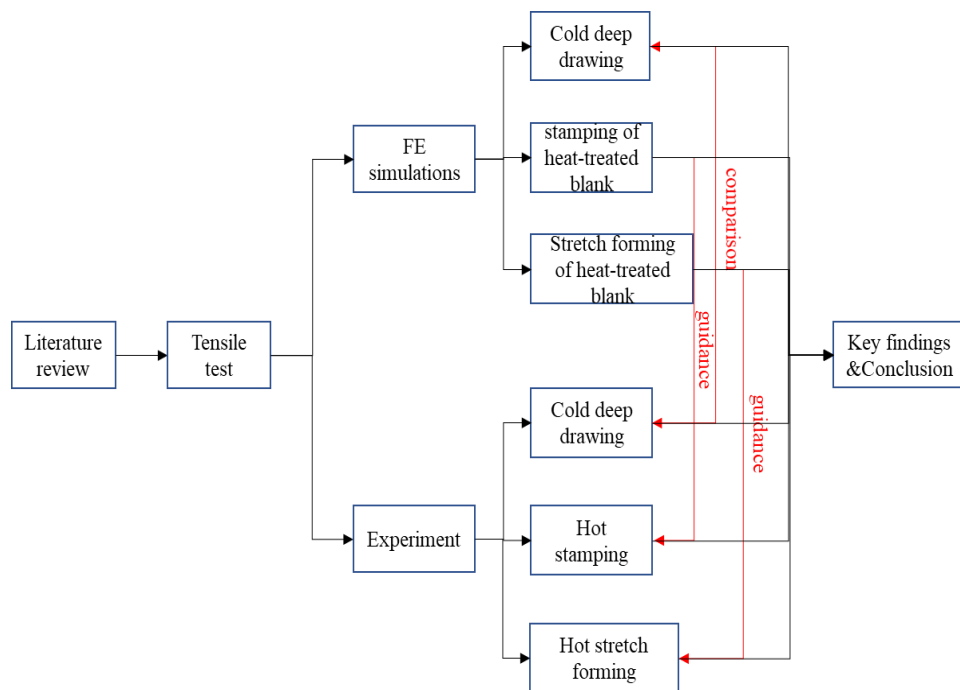 Cold deep
drawing
FE
simulations
stamping of
heat-treated
blank
Stretch forming
of heat-treated
blank
comparison
guidance
guidance
Literature
review
Tensile
test
Key findings
&Conclusion
Cold deep
drawing
Experiment
Hot
stamping
Hot stretch
forming